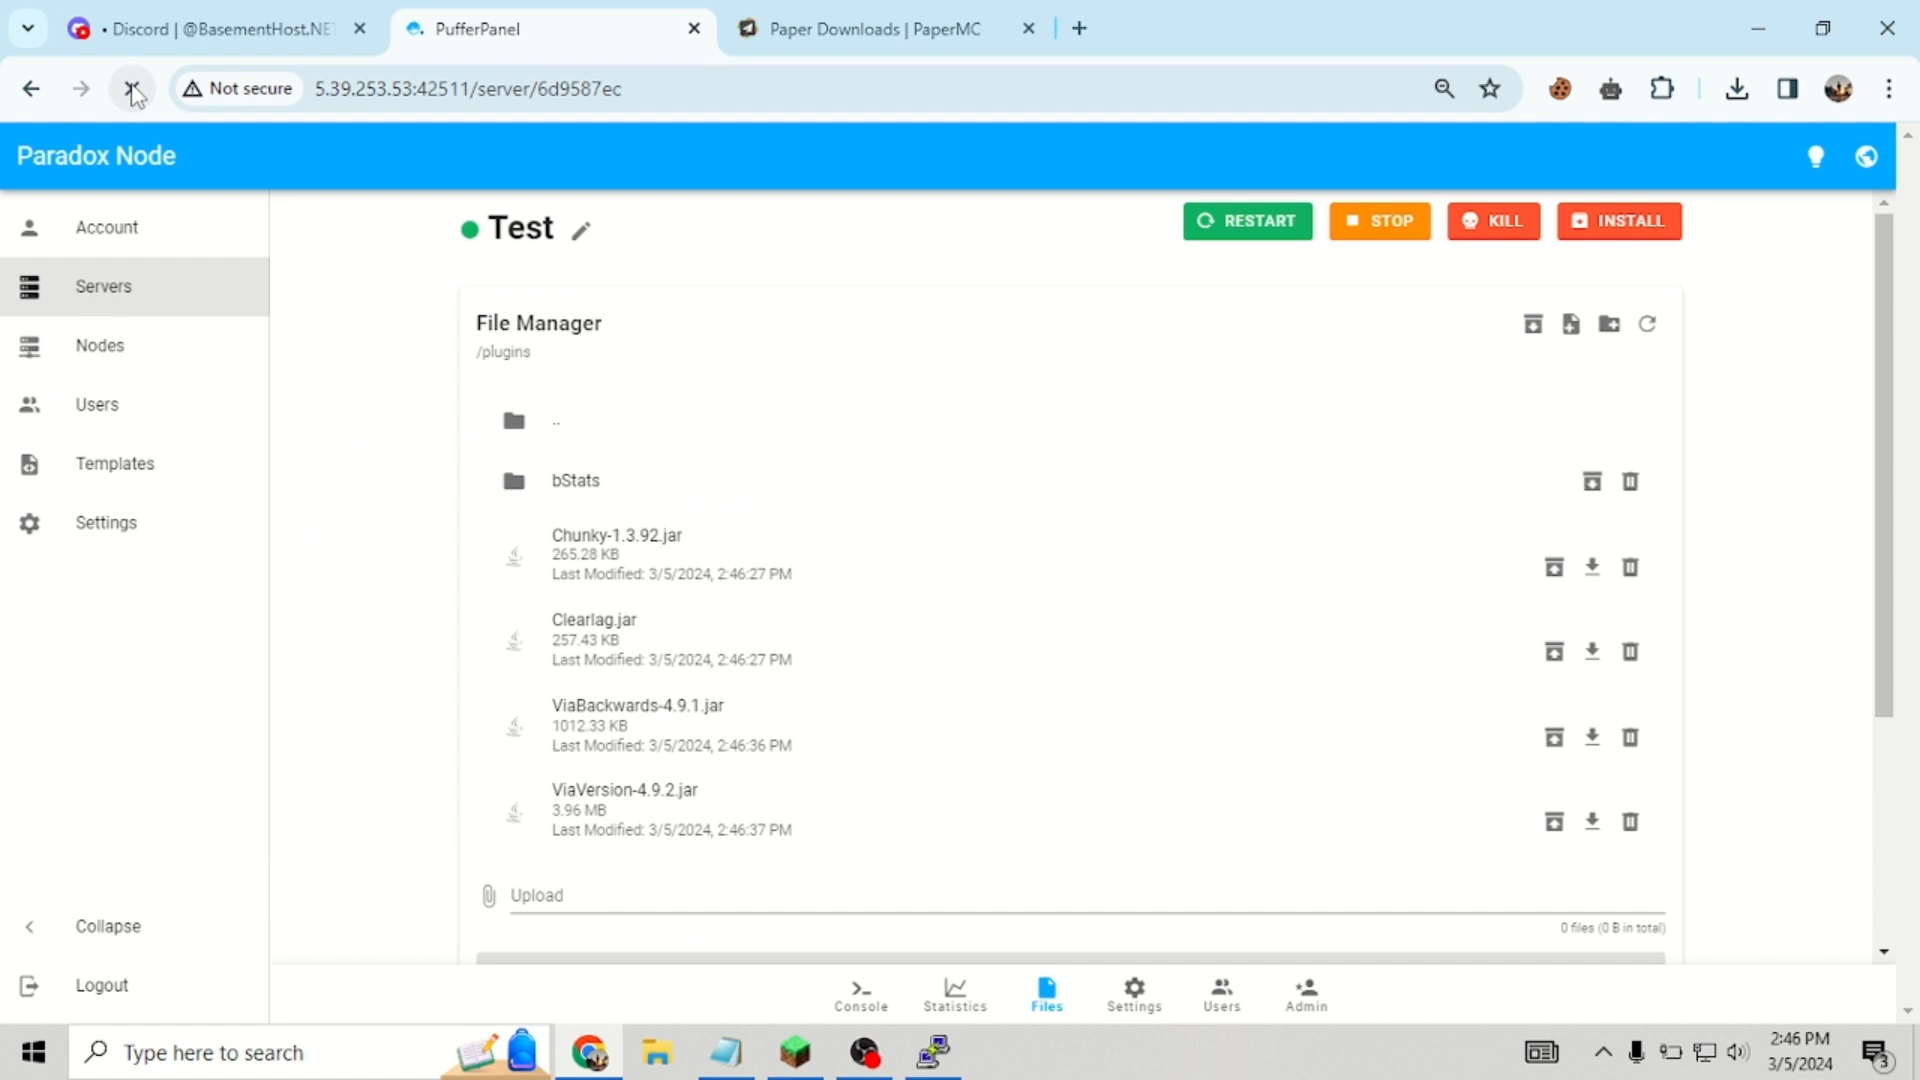 • Discord | @BasementHost.NE
PufferPanel
Paper Downloads | PaperMC
Not secure
5.39.253.53:42511/server/6d9587ec
Paradox Node
Account
Servers
Nodes
Users
Templates
Settings
Collapse
Logout
Test
RESTART
STOP
KILL
INSTALL
File Manager
/plugins
..
bStats
Chunky-1.3.92.jar
265.28 KB
Last Modified: 3/5/2024, 2:46:27 PM
Clearlag.jar
257.43 KB
Last Modified: 3/5/2024, 2:46:27 PM
ViaBackwards-4.9.1.jar
1012.33 KB
Last Modified: 3/5/2024, 2:46:36 PM
ViaVersion-4.9.2.jar
3.96 MB
Last Modified: 3/5/2024, 2:46:37 PM
Upload
0 files (0 B in total)
Console
Statistics
Files
Settings
Users
Admin
Type here to search
2:46 PM
3/5/2024
3